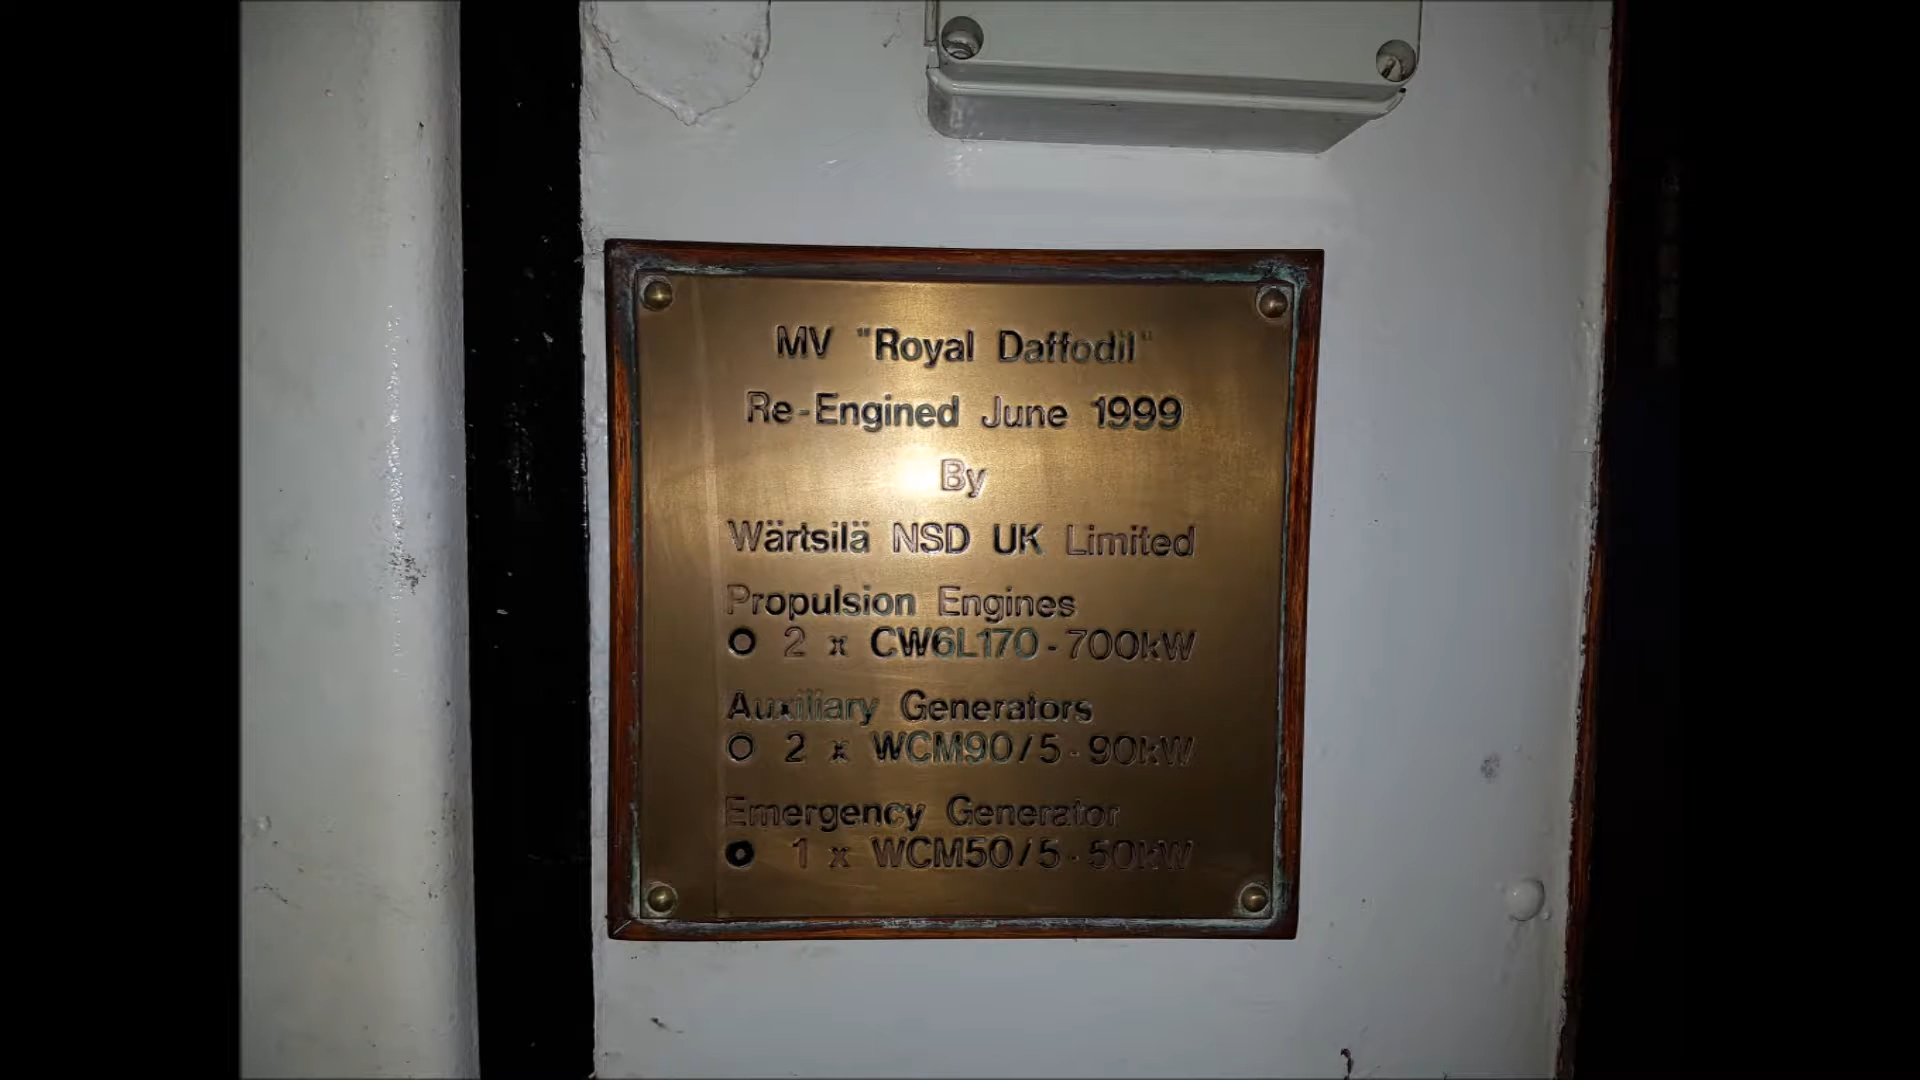 MV "Royal Daffodil"
Re-Engined June 1999
By
Wärtsilä NSD UK Limited
Propulsion Engines
O 2 x CW6L170-700kW
Auxiliary Generators
O 2 x WCM90/5-90kW
Emergency Generator
O 1 x WCM50/5-50kW